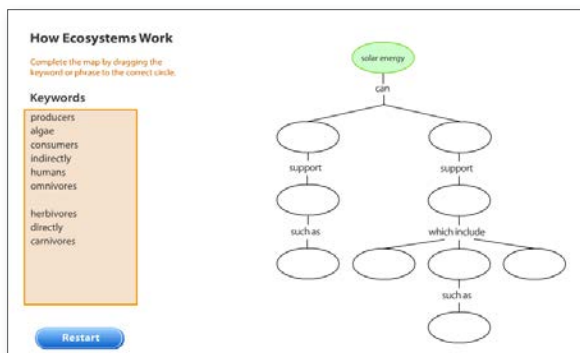 How Ecosystems Work
Complete the map by dragging the
keyword or phrase to the correct circle.
Keywords
producers
algae
consumers
indirectly
humans
omnivores
herbivores
directly
carnivores
Restart
solar energy
can
support
support
such as
which include
such as